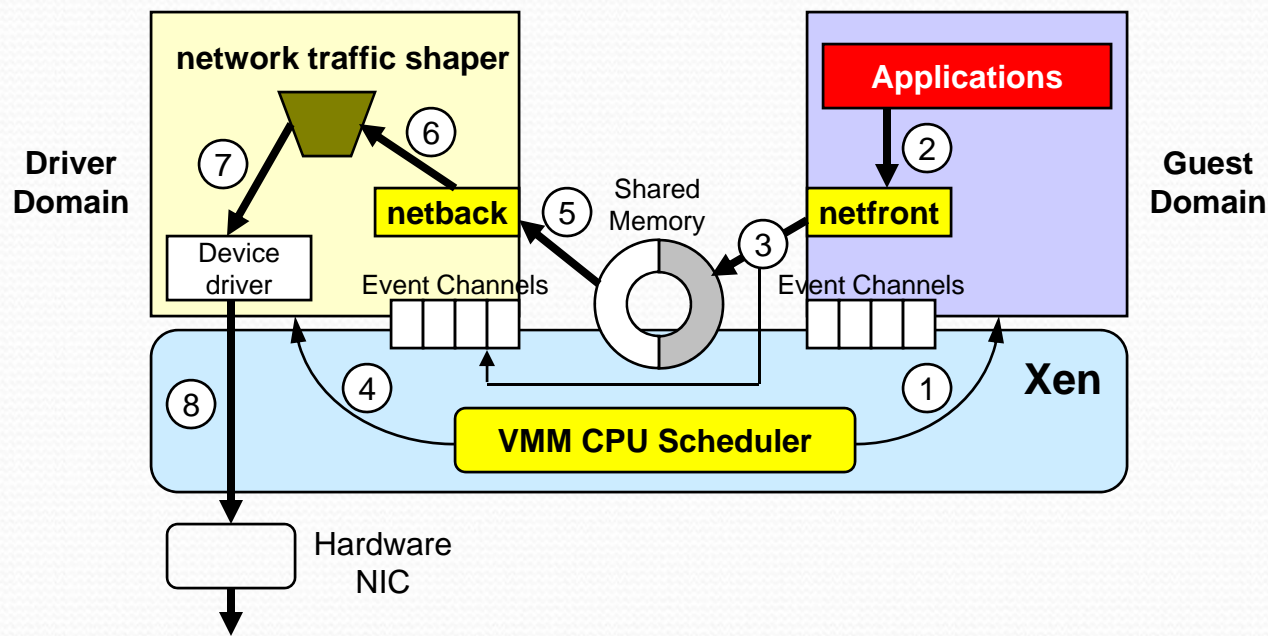 network traffic shaper
Applications
6
2
7
Driver
Domain
Guest
Domain
Shared
Memory
netback
5
netfront
3
Device
driver
Event Channels
Event Channels
Xen
8
4
1
VMM CPU Scheduler
Hardware
NIC